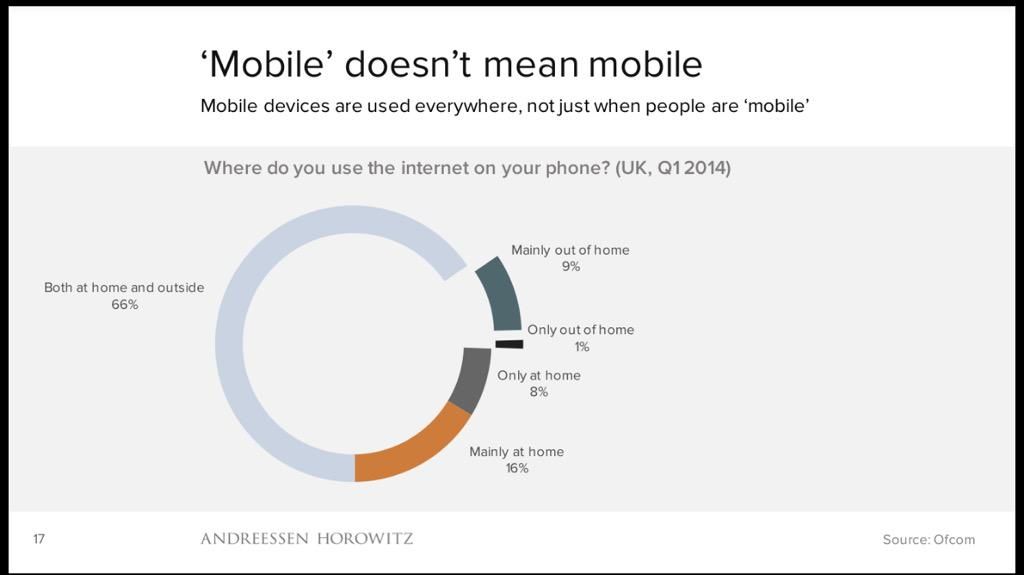 ‘Mobile’ doesn’t mean mobile
Mobile devices are used everywhere, not just when people are ‘mobile’
Where do you use the internet on your phone? (UK, Q1 2014)
Mainly out of home
9%
Both at home and outside
66%
Only out of home
1%
Only at home
8%
Mainly at home
16%
17
ANDREESSEN HOROWITZ
Source: Ofcom